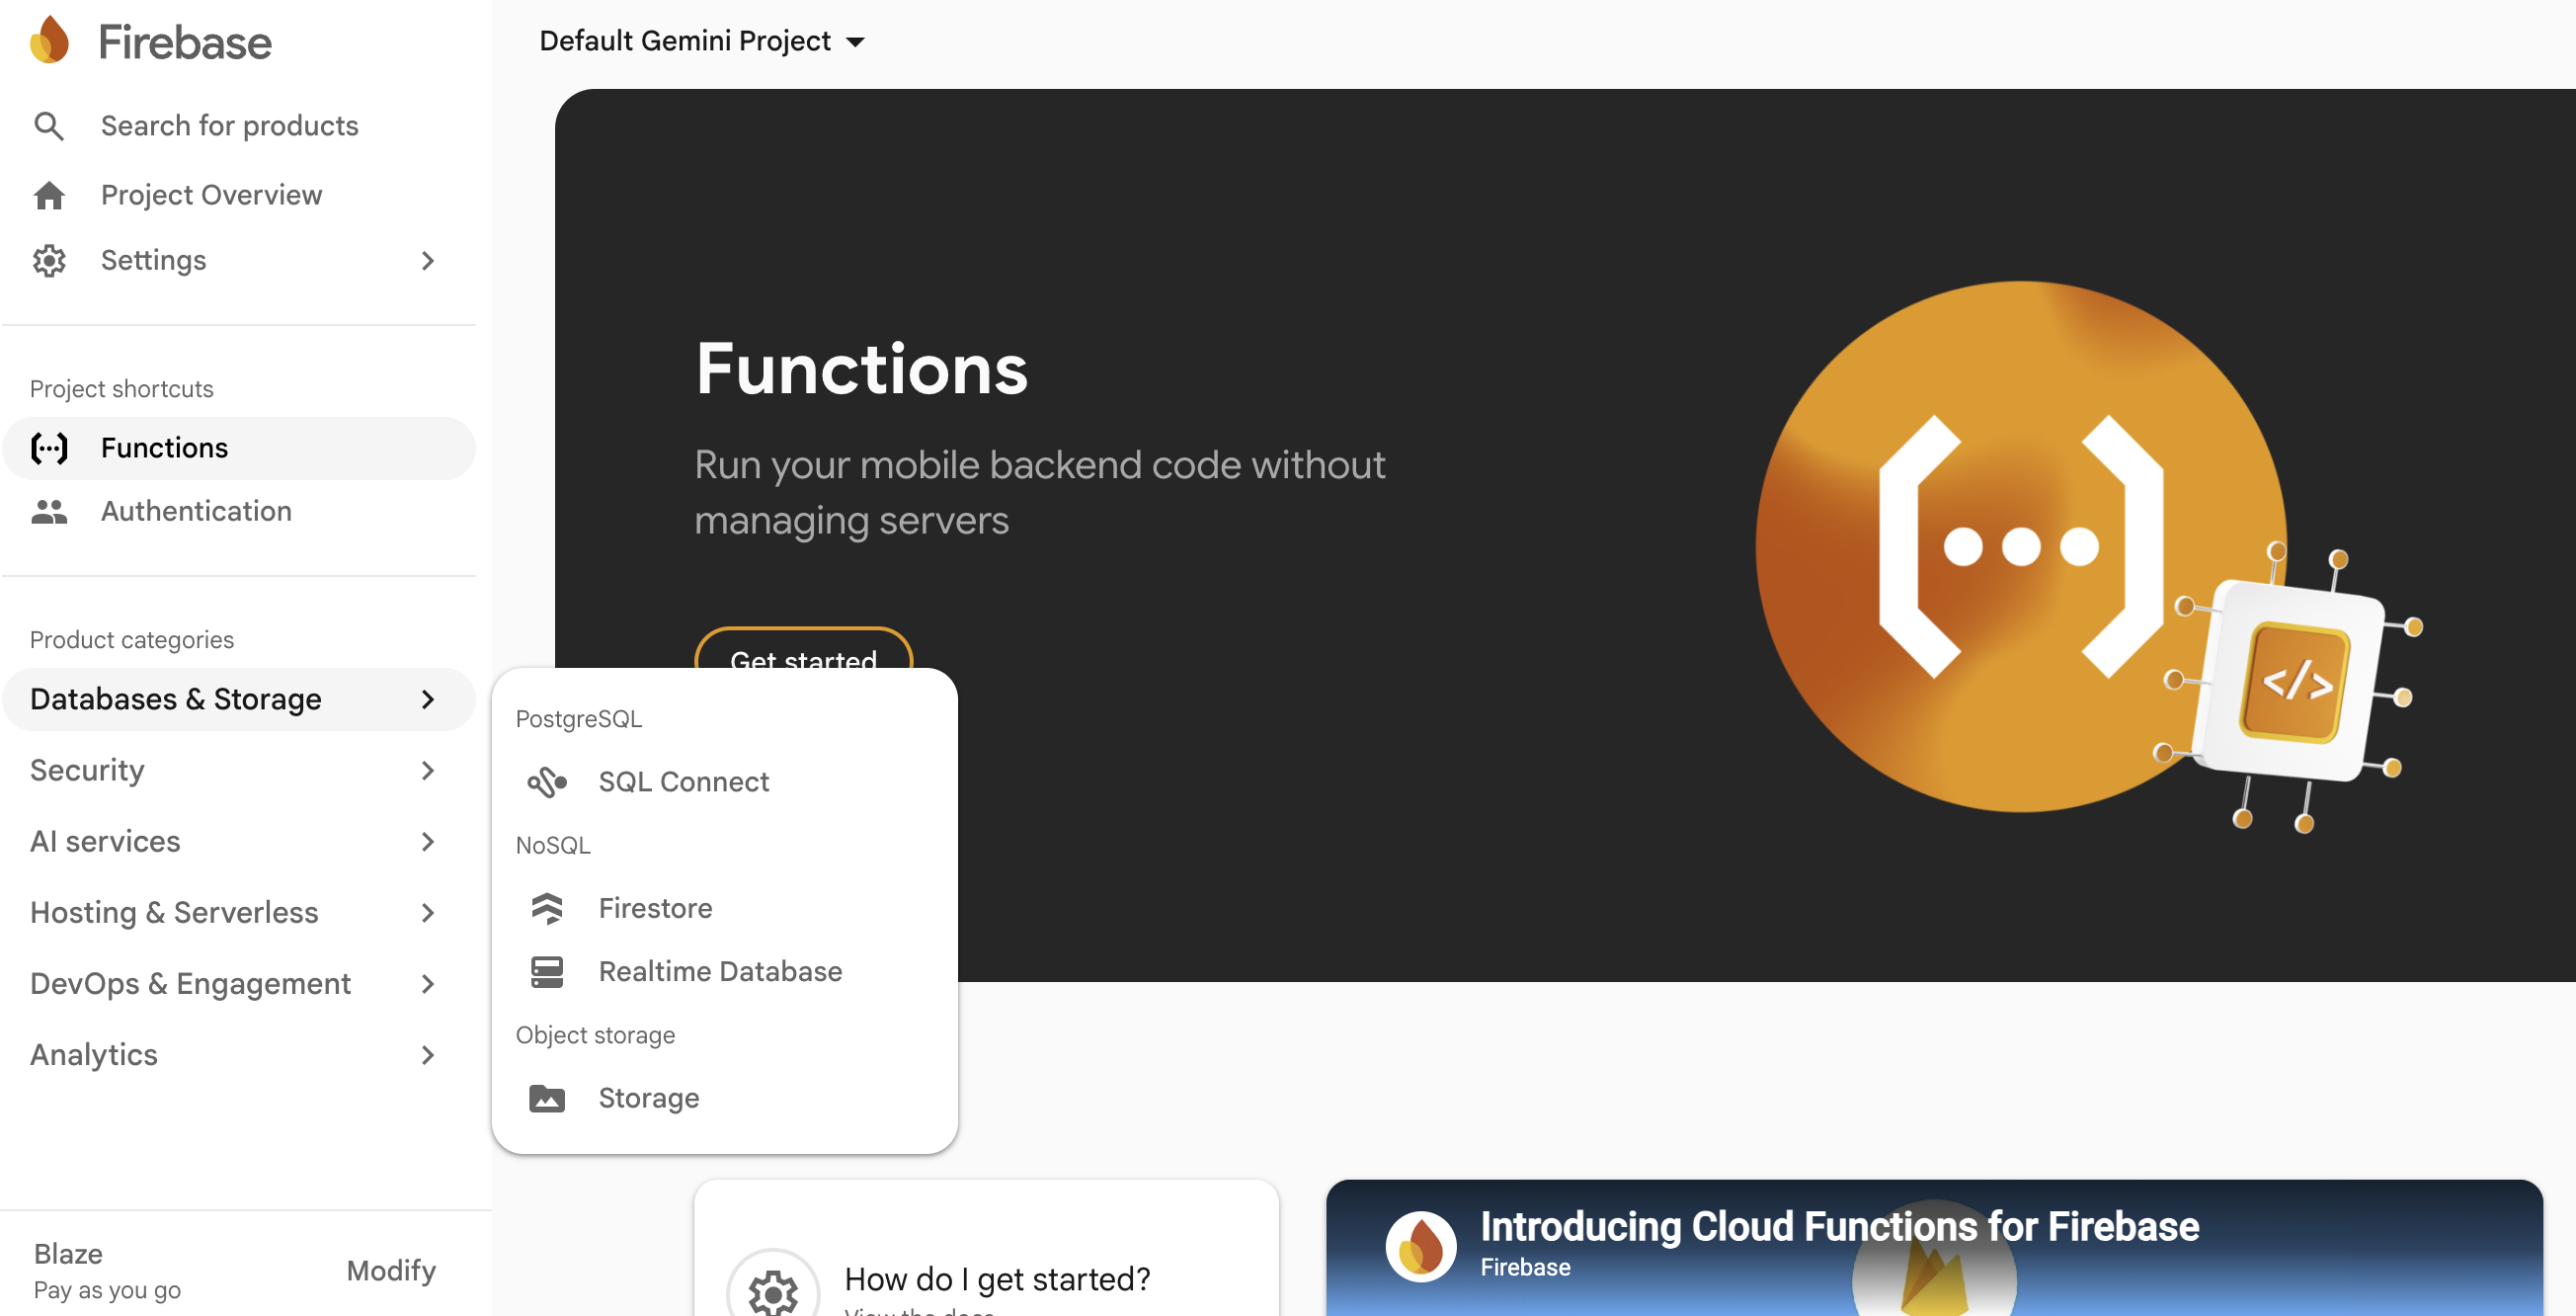 Firebase
Search for products
Project Overview
Settings
Project shortcuts
Functions
Authentication
Product categories
Databases & Storage
Security
AI services
Hosting & Serverless
DevOps & Engagement
Analytics
Blaze
Pay as you go
Modify
Default Gemini Project
Functions
Run your mobile backend code without
managing servers
Get started
</>
PostgreSQL
SQL Connect
NoSQL
Firestore
Realtime Database
Object storage
Storage
How do I get started?
View the docs
Introducing Cloud Functions for Firebase
Firebase